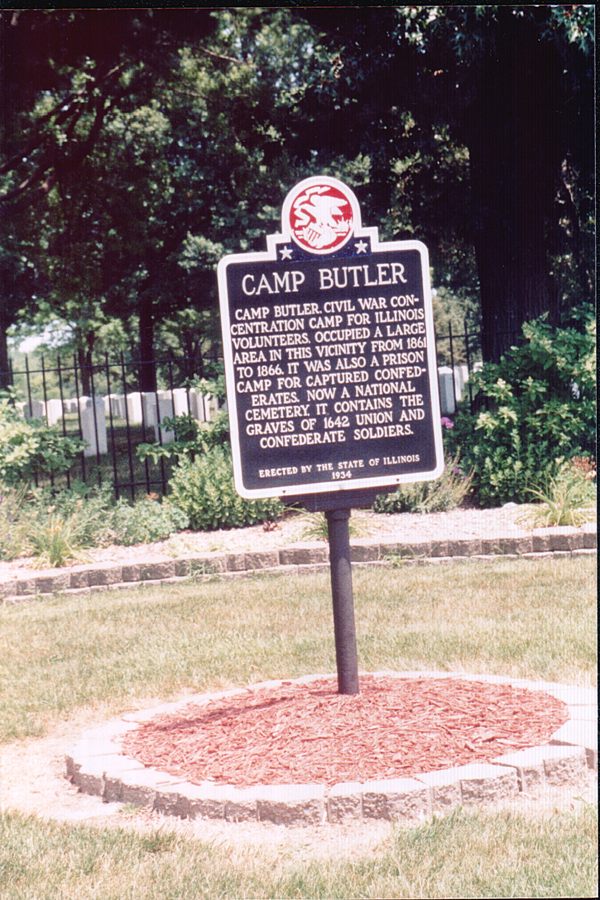 CAMP BUTLER
CAMP BUTLER, CIVIL WAR CON-
CENTRATION CAMP FOR ILLINOIS
VOLUNTEERS, OCCUPIED A LARGE
AREA IN THIS VICINITY FROM 1861
TO 1866. IT WAS ALSO A PRISON
CAMP FOR CAPTURED CONFED-
ERATES. NOW A NATIONAL
CEMETERY, IT CONTAINS THE
GRAVES OF 1642 UNION AND
CONFEDERATE SOLDIERS.
ERECTED BY THE STATE OF ILLINOIS
1934